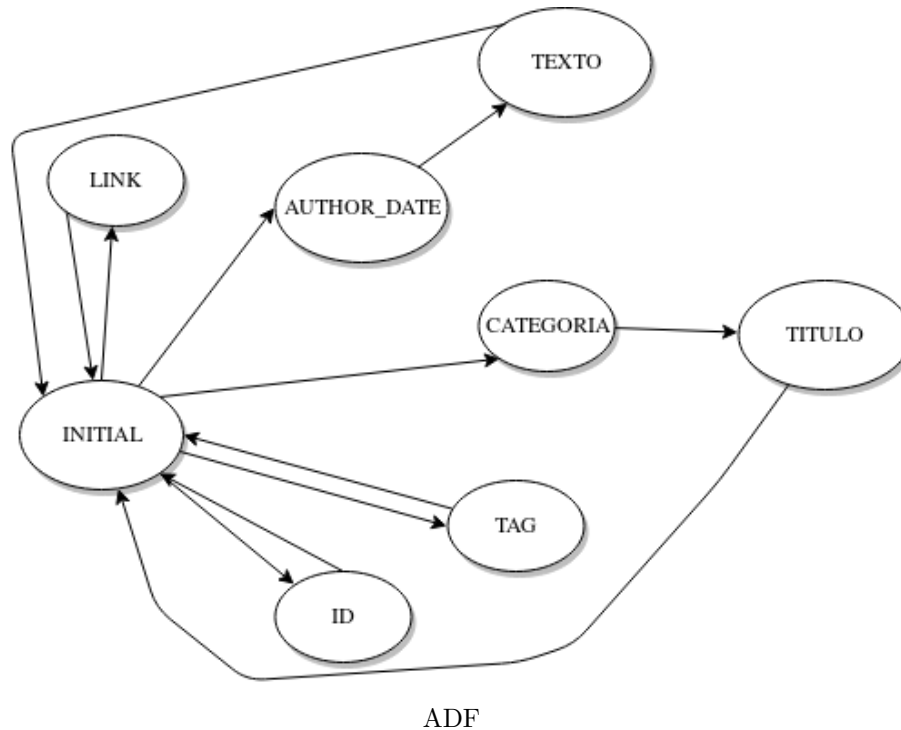 TEXTO
LINK
AUTHOR_DATE
CATEGORIA
TITULO
INITIAL
TAG
ID
ADF